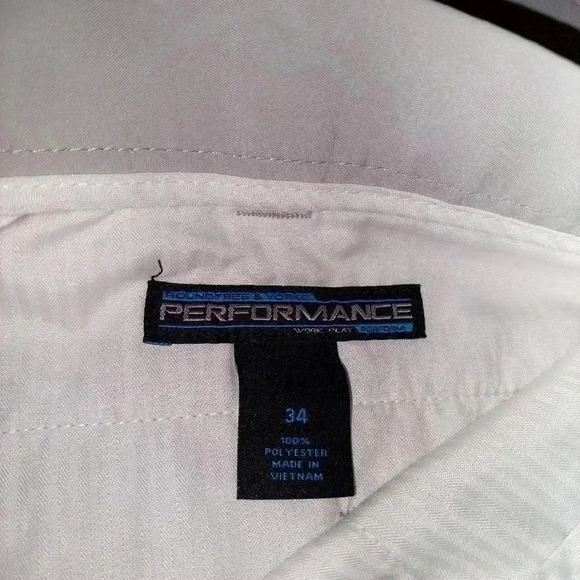 ROUNDTREE & YORKE
PERFORMANCE
WORK. PLAY. PERFORM.
34
100%
POLYESTER
MADE IN
VIETNAM